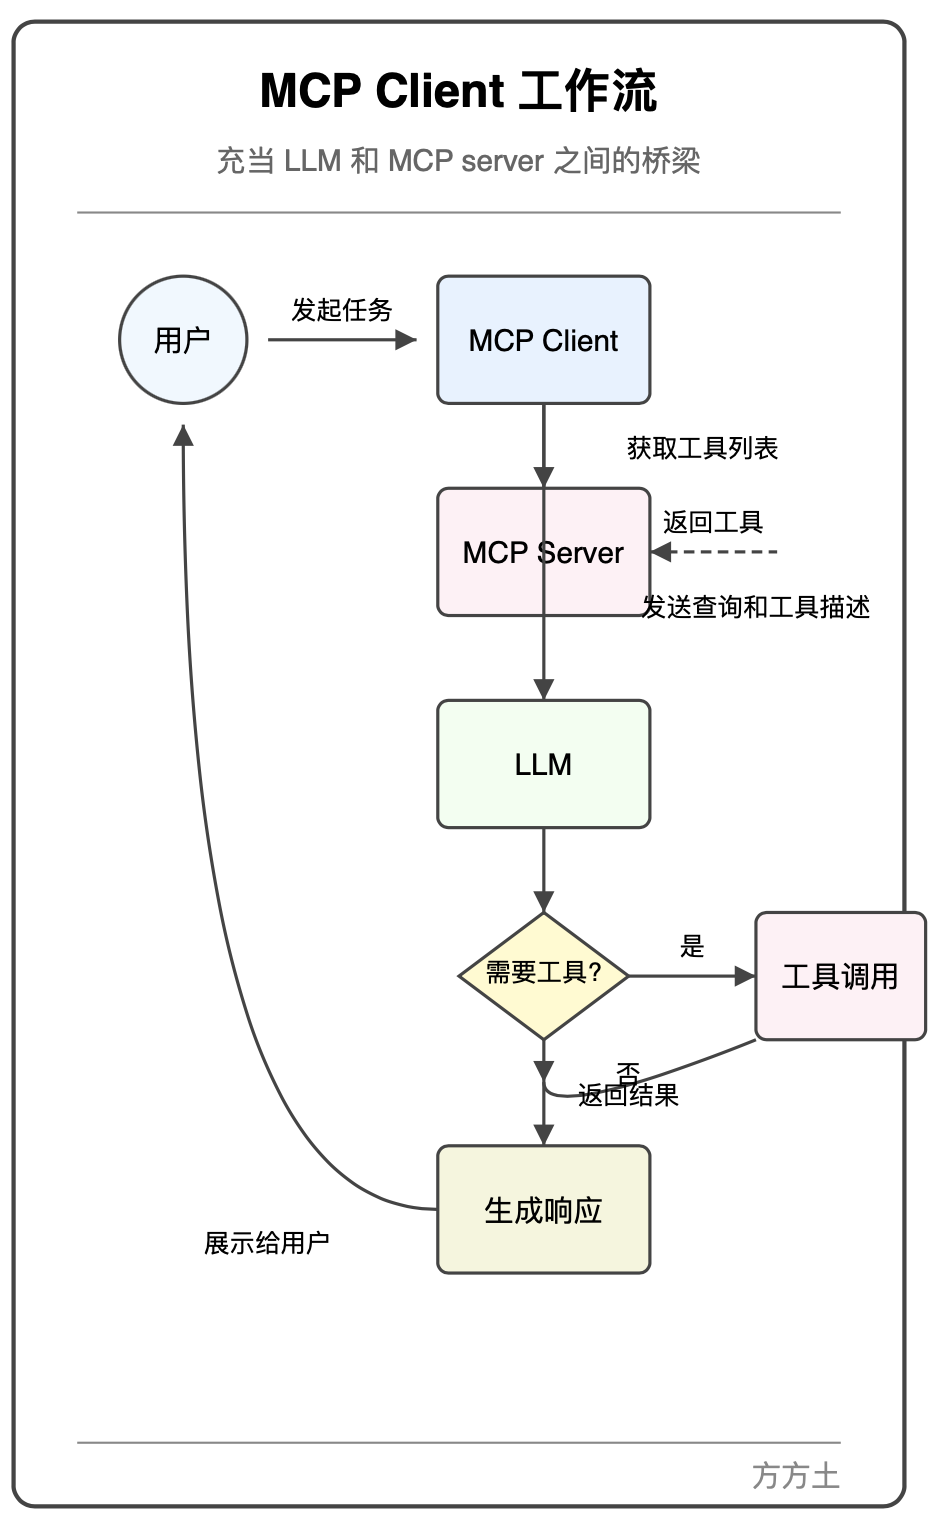 MCP Client 工作流
充当 LLM 和 MCP server 之间的桥梁
用户
发起任务
MCP Client
获取工具列表
MCP Server
返回工具
发送查询和工具描述
LLM
需要工具?
是
工具调用
否
返回结果
生成响应
展示给用户
方方土